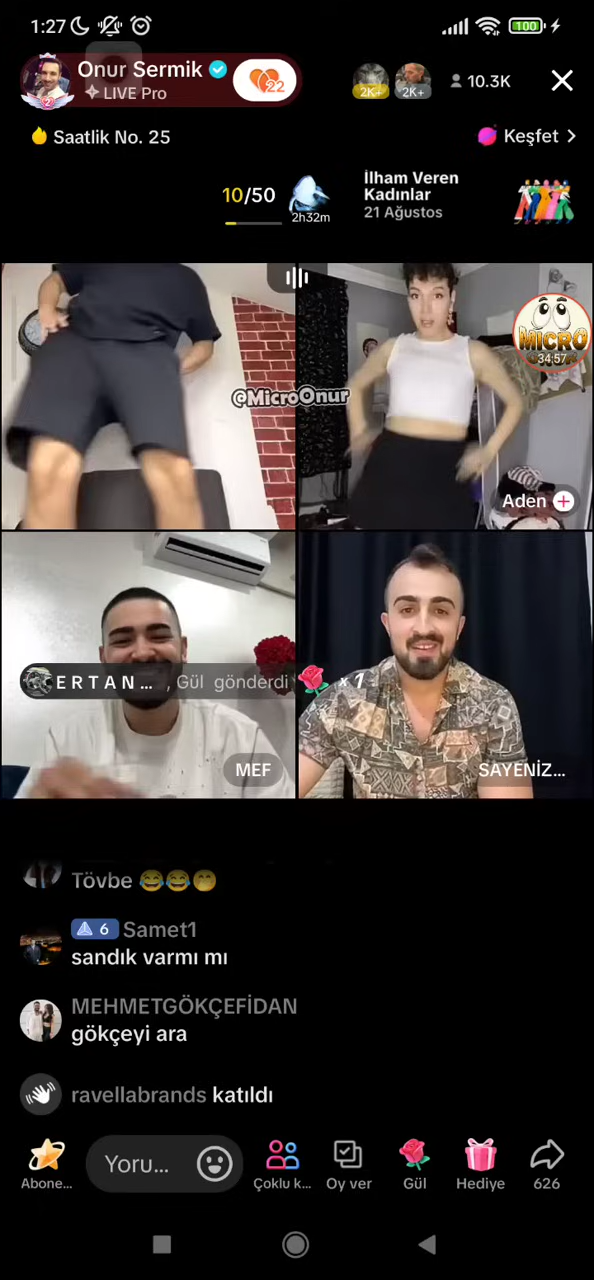 1:27
100
Onur Sermik
LIVE Pro
22
2K+
2K+
10.3K
Saatlik No. 25
Keşfet
10/50
2h32m
İlham Veren
Kadınlar
21 Ağustos
MICRO
34:57
@MicroOnur
Aden
E R T A N ... , Gül gönderdi x 1
MEF
SAYENİZ...
Tövbe 😂😂🤭
6 Samet1
sandık varmı mı
MEHMETGÖKÇEFİDAN
gökçeyi ara
ravellabrands katıldı
Yoru...
Abone...
Çoklu k...
Oy ver
Gül
Hediye
626